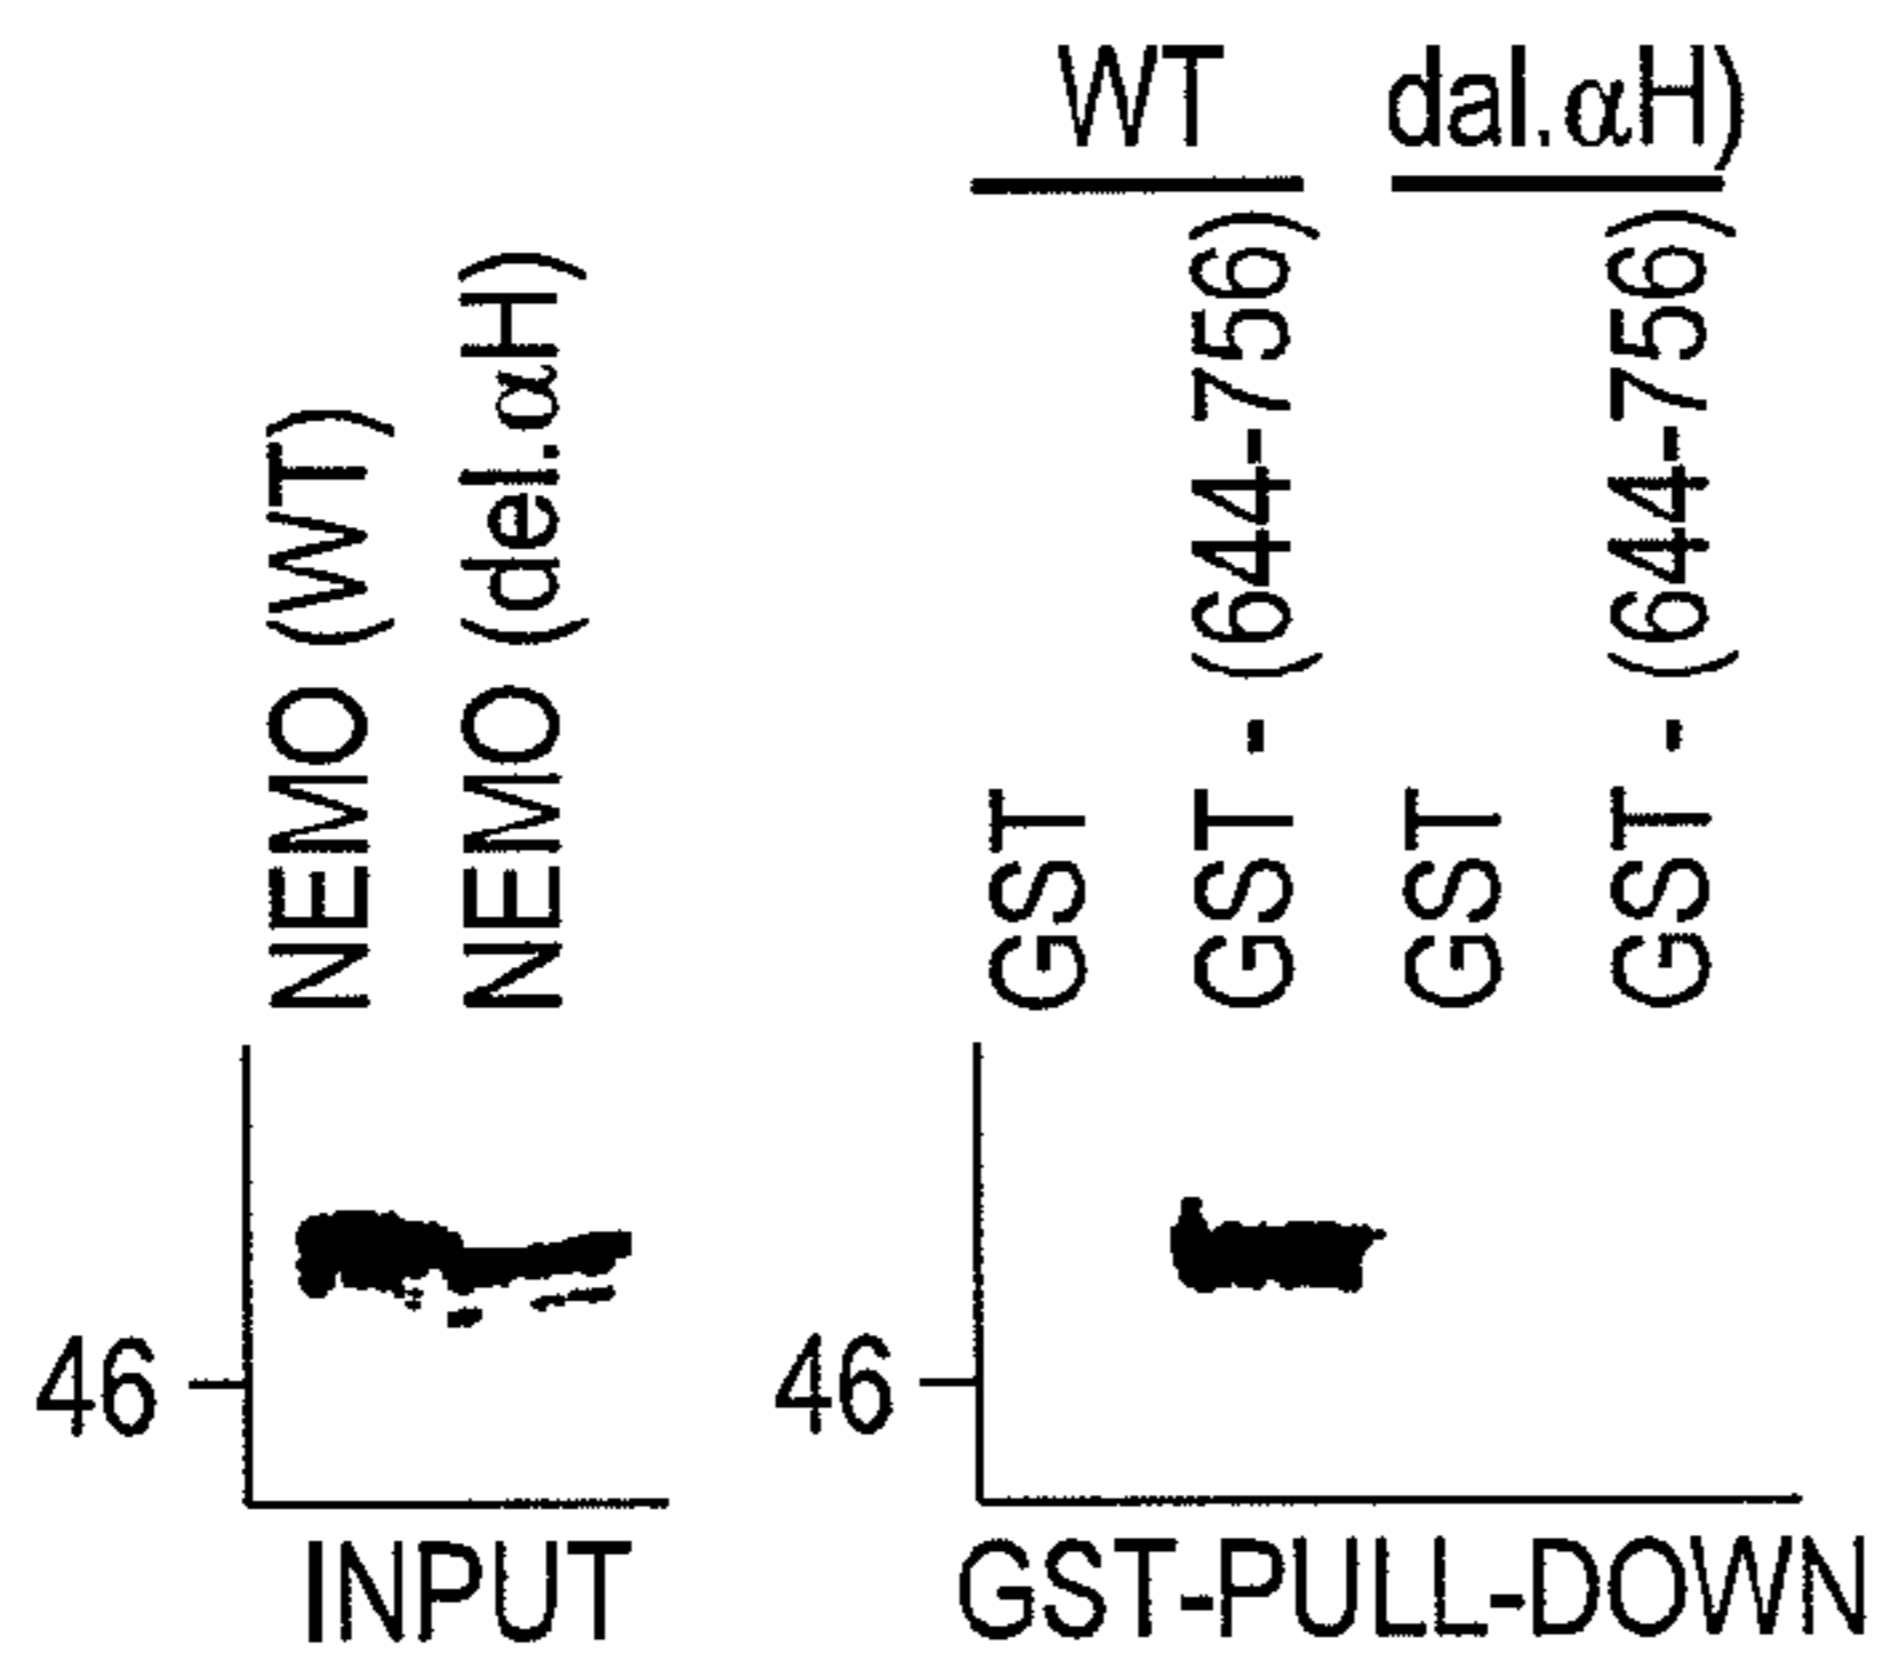 WT
dal.αH)
NEMO (WT)
NEMO (del.αH)
GST
GST - (644-756)
GST
GST - (644-756)
46
46
INPUT
GST-PULL-DOWN